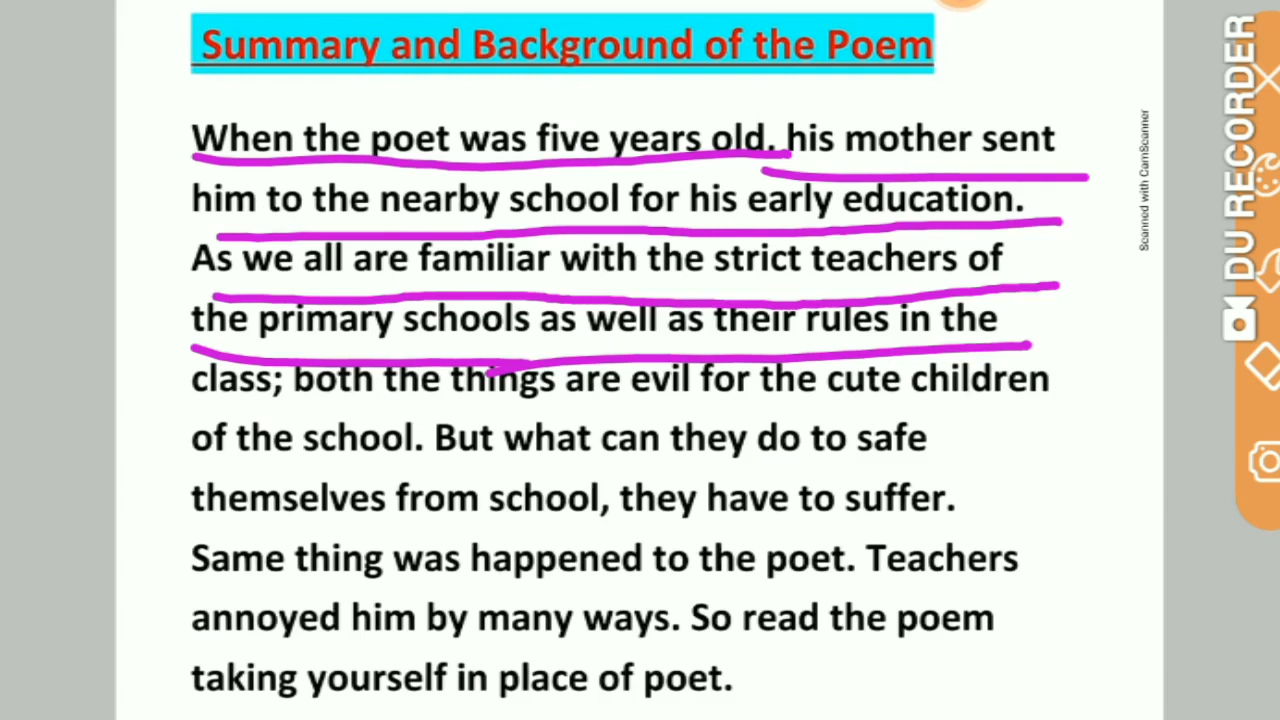 Summary and Background of the Poem
When the poet was five years old, his mother sent
him to the nearby school for his early education.
As we all are familiar with the strict teachers of
the primary schools as well as their rules in the
class; both the things are evil for the cute children
of the school. But what can they do to safe
themselves from school, they have to suffer.
Same thing was happened to the poet. Teachers
annoyed him by many ways. So read the poem
taking yourself in place of poet.
Scanned with CamScanner
DU RECORDER